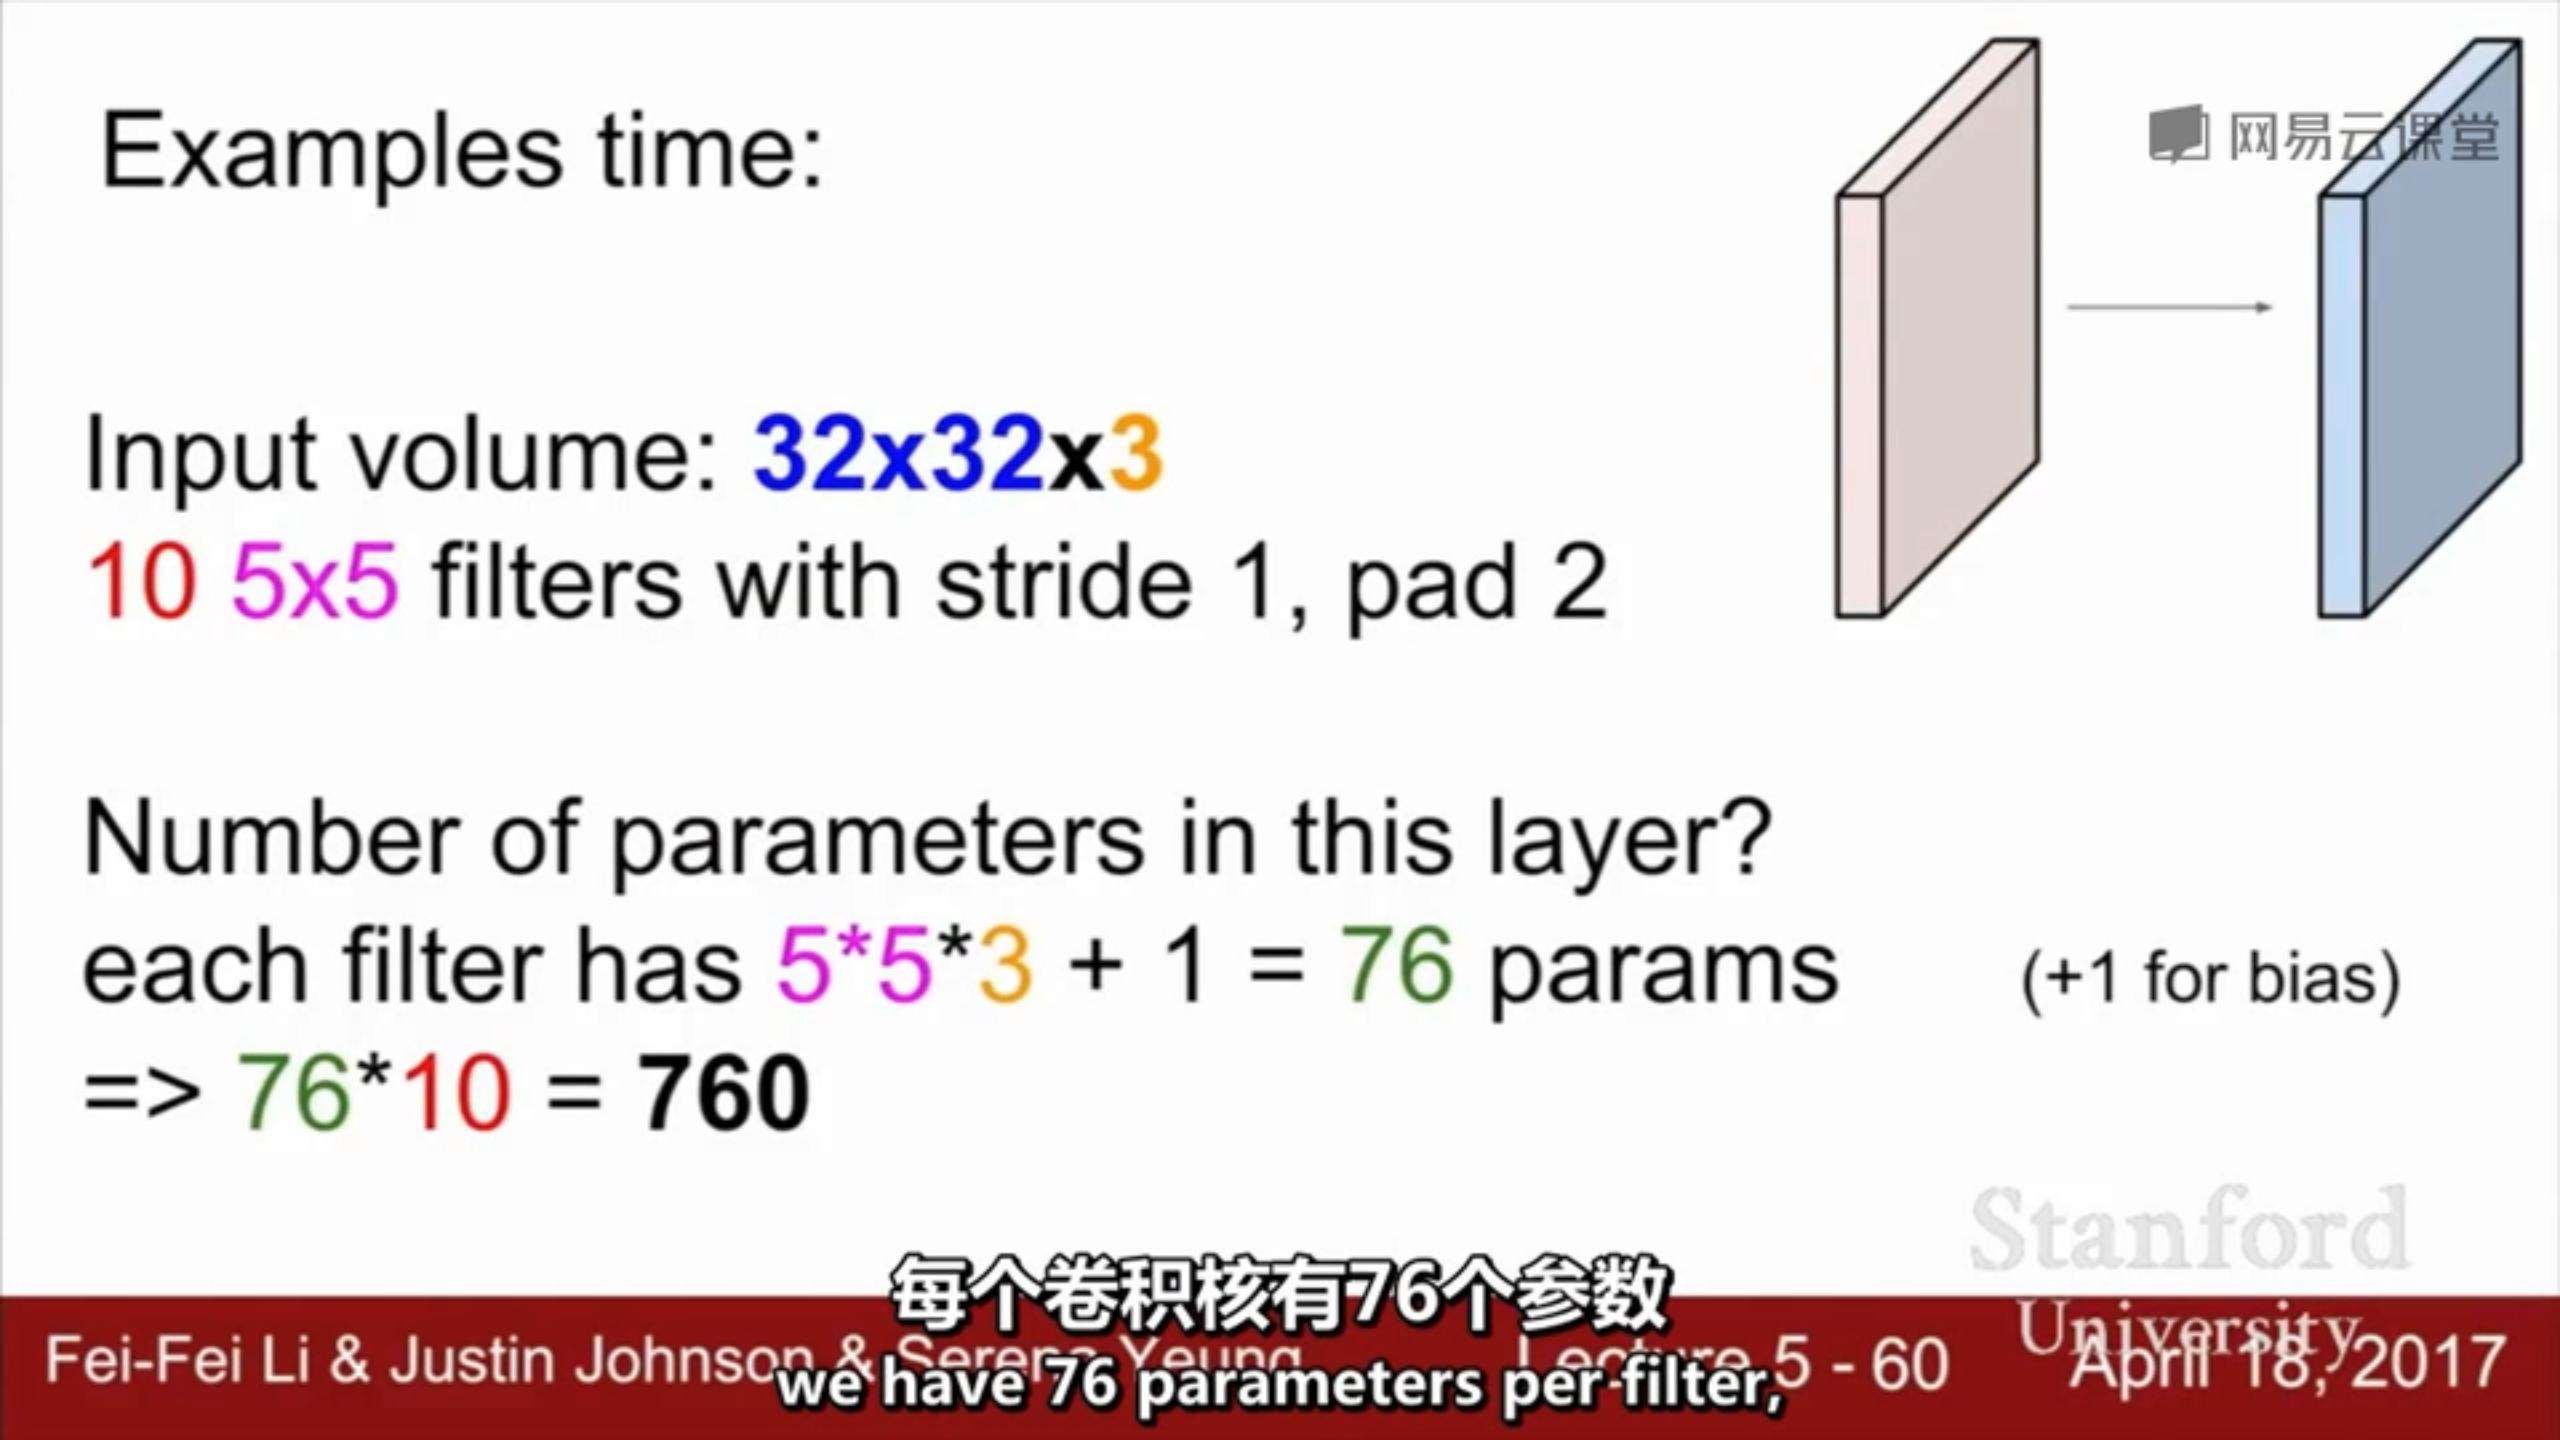 网易云课堂
Examples time:
Input volume: 32x32x3
10 5x5 filters with stride 1, pad 2
Number of parameters in this layer?
each filter has 5*5*3 + 1 = 76 params (+1 for bias)
=> 76*10 = 760
Stanford
University
每个卷积核有76个参数
Fei-Fei Li & Justin Johnson & Serena Yeung Lecture 5 - 60 April 18, 2017
we have 76 parameters per filter,